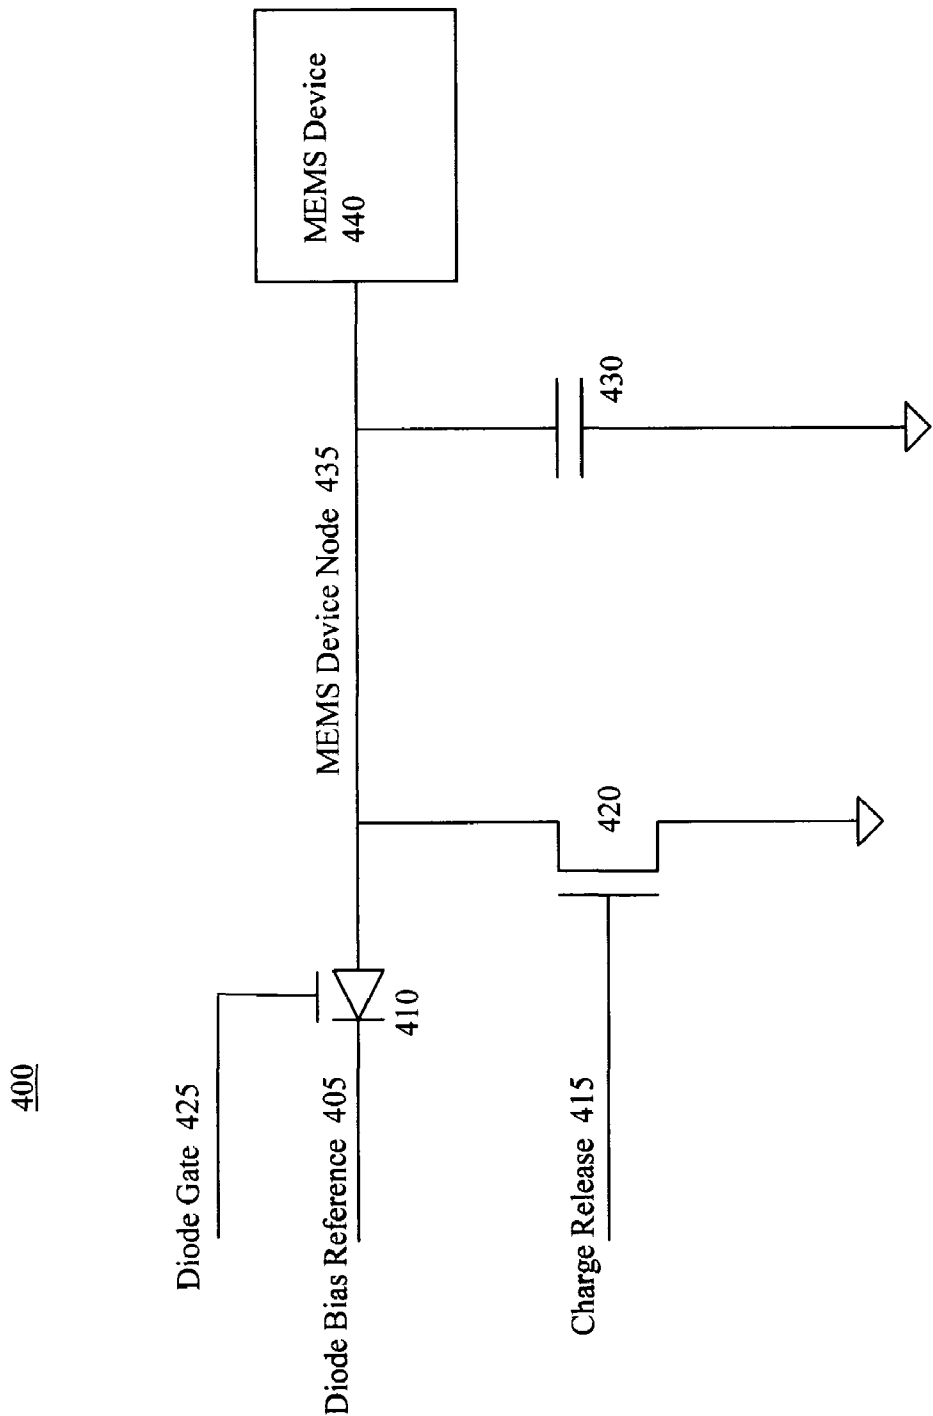 400
Diode Gate 425
Diode Bias Reference 405
410
MEMS Device Node 435
MEMS Device
440
Charge Release 415
420
430